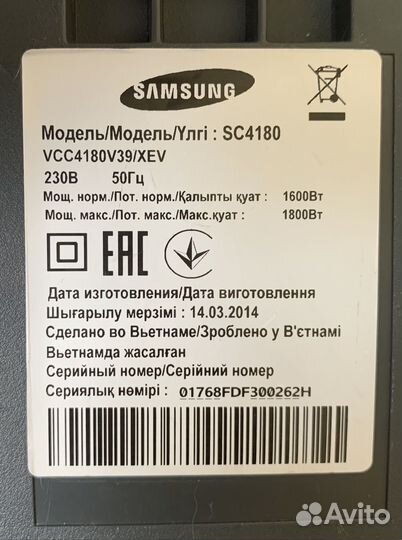 SAMSUNG
Модель/Модель/Үлгі : SC4180
VCC4180V39/XEV
230В 50Гц
Мощ. норм./Пот. норм./Қалыпты қуат : 1600Вт
Мощ. макс./Пот. макс./Макс.қуат : 1800Вт
EAC
Дата изготовления/Дата виготовлення
Шығарылу мерзімі : 14.03.2014
Сделано во Вьетнаме/Зроблено у В'єтнамі
Вьетнамда жасалған
Серийный номер/Серійний номер
Сериялық нөмірі : 01768FDF300262H
Avito